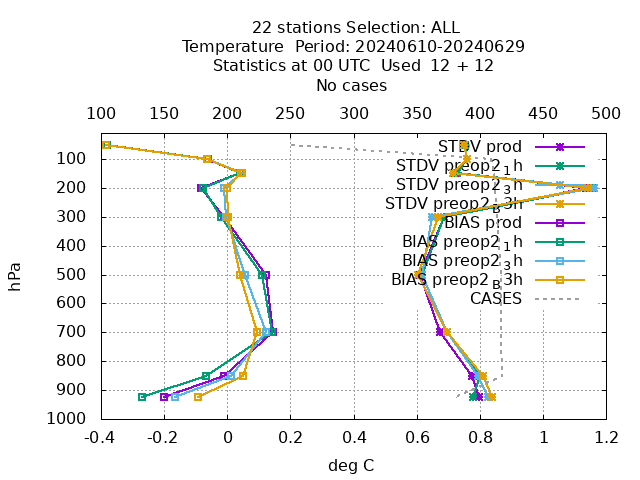 22 stations Selection: ALL
Temperature  Period: 20240610-20240629
Statistics at 00 UTC  Used  12 + 12
No cases
100 150 200 250 300 350 400 450 500
STDV prod
STDV preop2_1h
STDV preop2_3h
STDV preop2_B3h
BIAS prod
BIAS preop2_1h
BIAS preop2_3h
BIAS preop2_B3h
CASES
hPa
100
200
300
400
500
600
700
800
900
1000
-0.4 -0.2 0 0.2 0.4 0.6 0.8 1 1.2
deg C